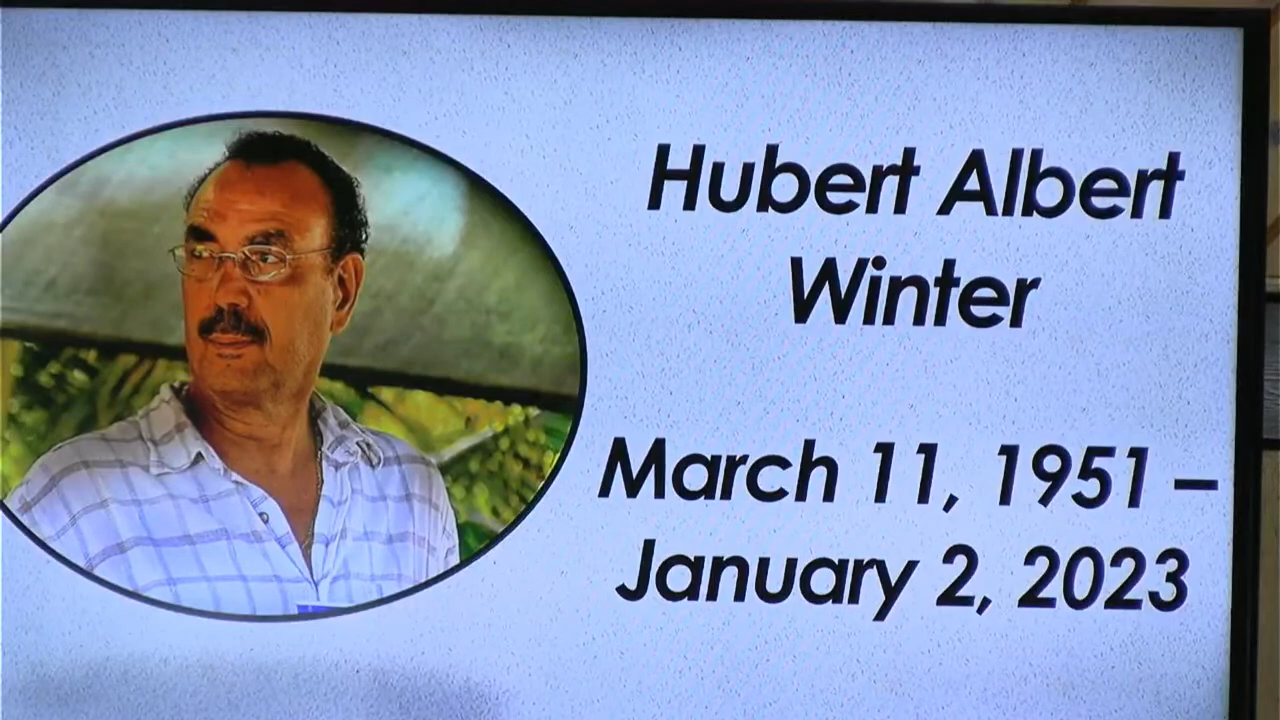 Hubert Albert
Winter
March 11, 1951 –
January 2, 2023